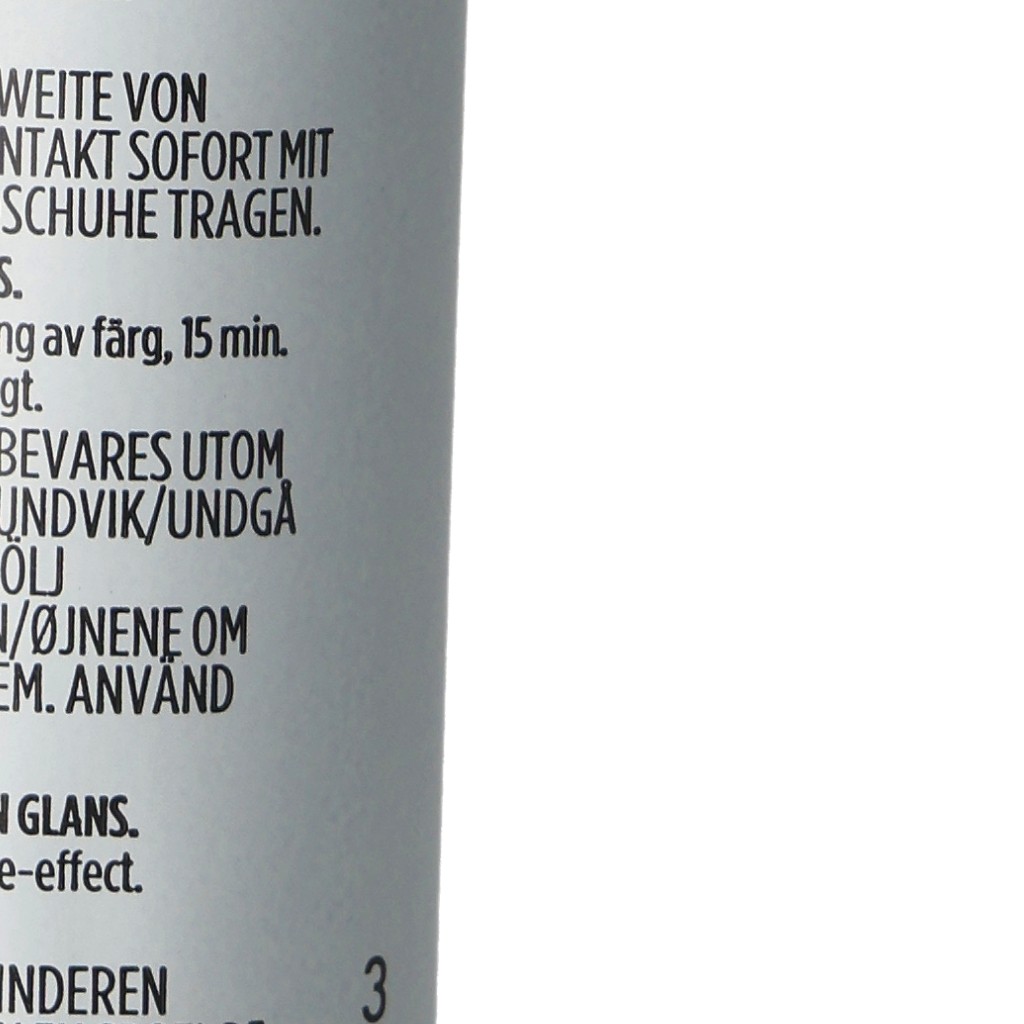 WEITE VON
NTAKT SOFORT MIT
SCHUHE TRAGEN.
S.
ng av färg, 15 min.
gt.
BEVARES UTOM
UNDVIK/UNDGÅ
ÖLJ
N/ØJNENE OM
EM. ANVÄND
N GLANS.
e-effect.
INDEREN
3